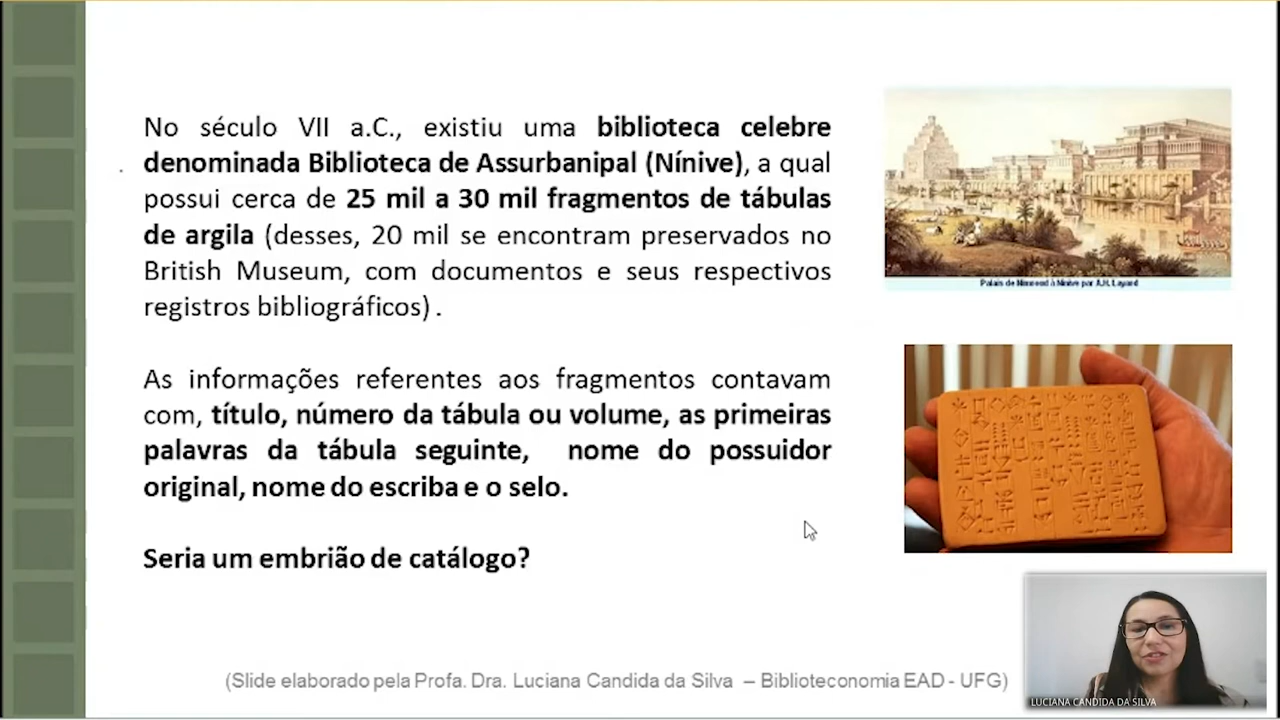 No século VII a.C., existiu uma biblioteca celebre
denominada Biblioteca de Assurbanipal (Nínive), a qual
possui cerca de 25 mil a 30 mil fragmentos de tábulas
de argila (desses, 20 mil se encontram preservados no
British Museum, com documentos e seus respectivos
registros bibliográficos) .
As informações referentes aos fragmentos contavam
com, título, número da tábula ou volume, as primeiras
palavras da tábula seguinte, nome do possuidor
original, nome do escriba e o selo.
Seria um embrião de catálogo?
Palais de Nimroud à Ninive par A.H. Layard
(Slide elaborado pela Profa. Dra. Luciana Candida da Silva – Biblioteconomia EAD - UFG)
LUCIANA CANDIDA DA SILVA